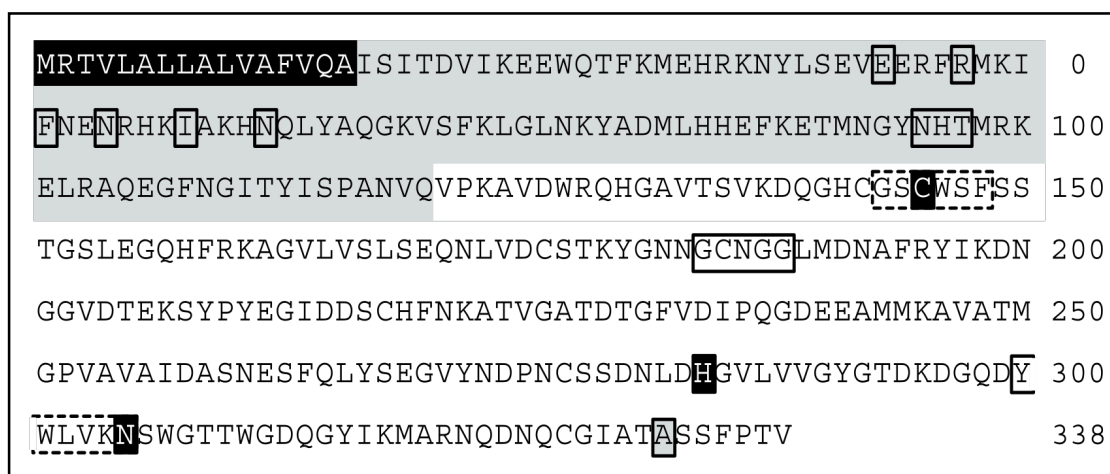 MRTVLALLALVAFVQAISITDVIKEEWQTFKMEHRKNYLSEVEERFRMKI 0
FNENRHKIAKHNQLYAQGKVSFKLGLNKYADMLHHEFKETMNGYNHTMRK 100
ELRAQEGFNGITYISPANVQVPKAVDWRQHGAVTSVKDQGHCGSCWSFSS 150
TGSLEGQHFRKAGVLVSLSEQNLVDCSTKYGNNGCNGGLMDNAFRYIKDN 200
GGVDTEKSYPYEGIDDSCHFNKATVGATDTGFVDIPQGDEEAMMKAVATM 250
GPVAVAIDASNESFQLYSEGVYNDPNCSSDNLDHGVLVVGYGTDKDGQDY 300
WLVKNSWGTTWGDQGYIKMARNQDNQCGIATASSFPTV 338